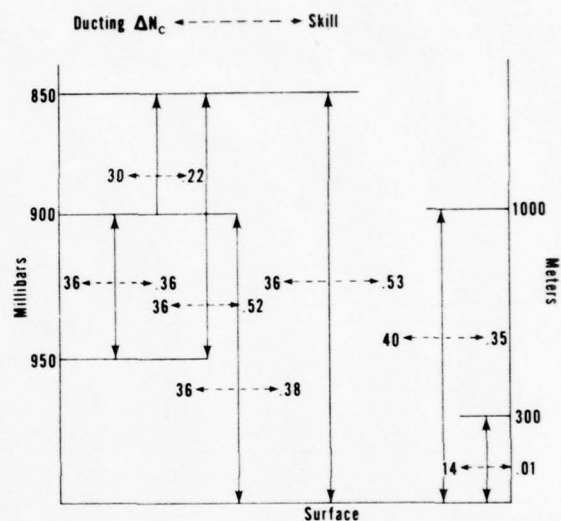 Ducting ΔNc Skill
850
30 22
900
1000
36 .36 36 .53
36 .52
Millibars
Meters
40 .35
950
36 .38
300
14 .01
Surface